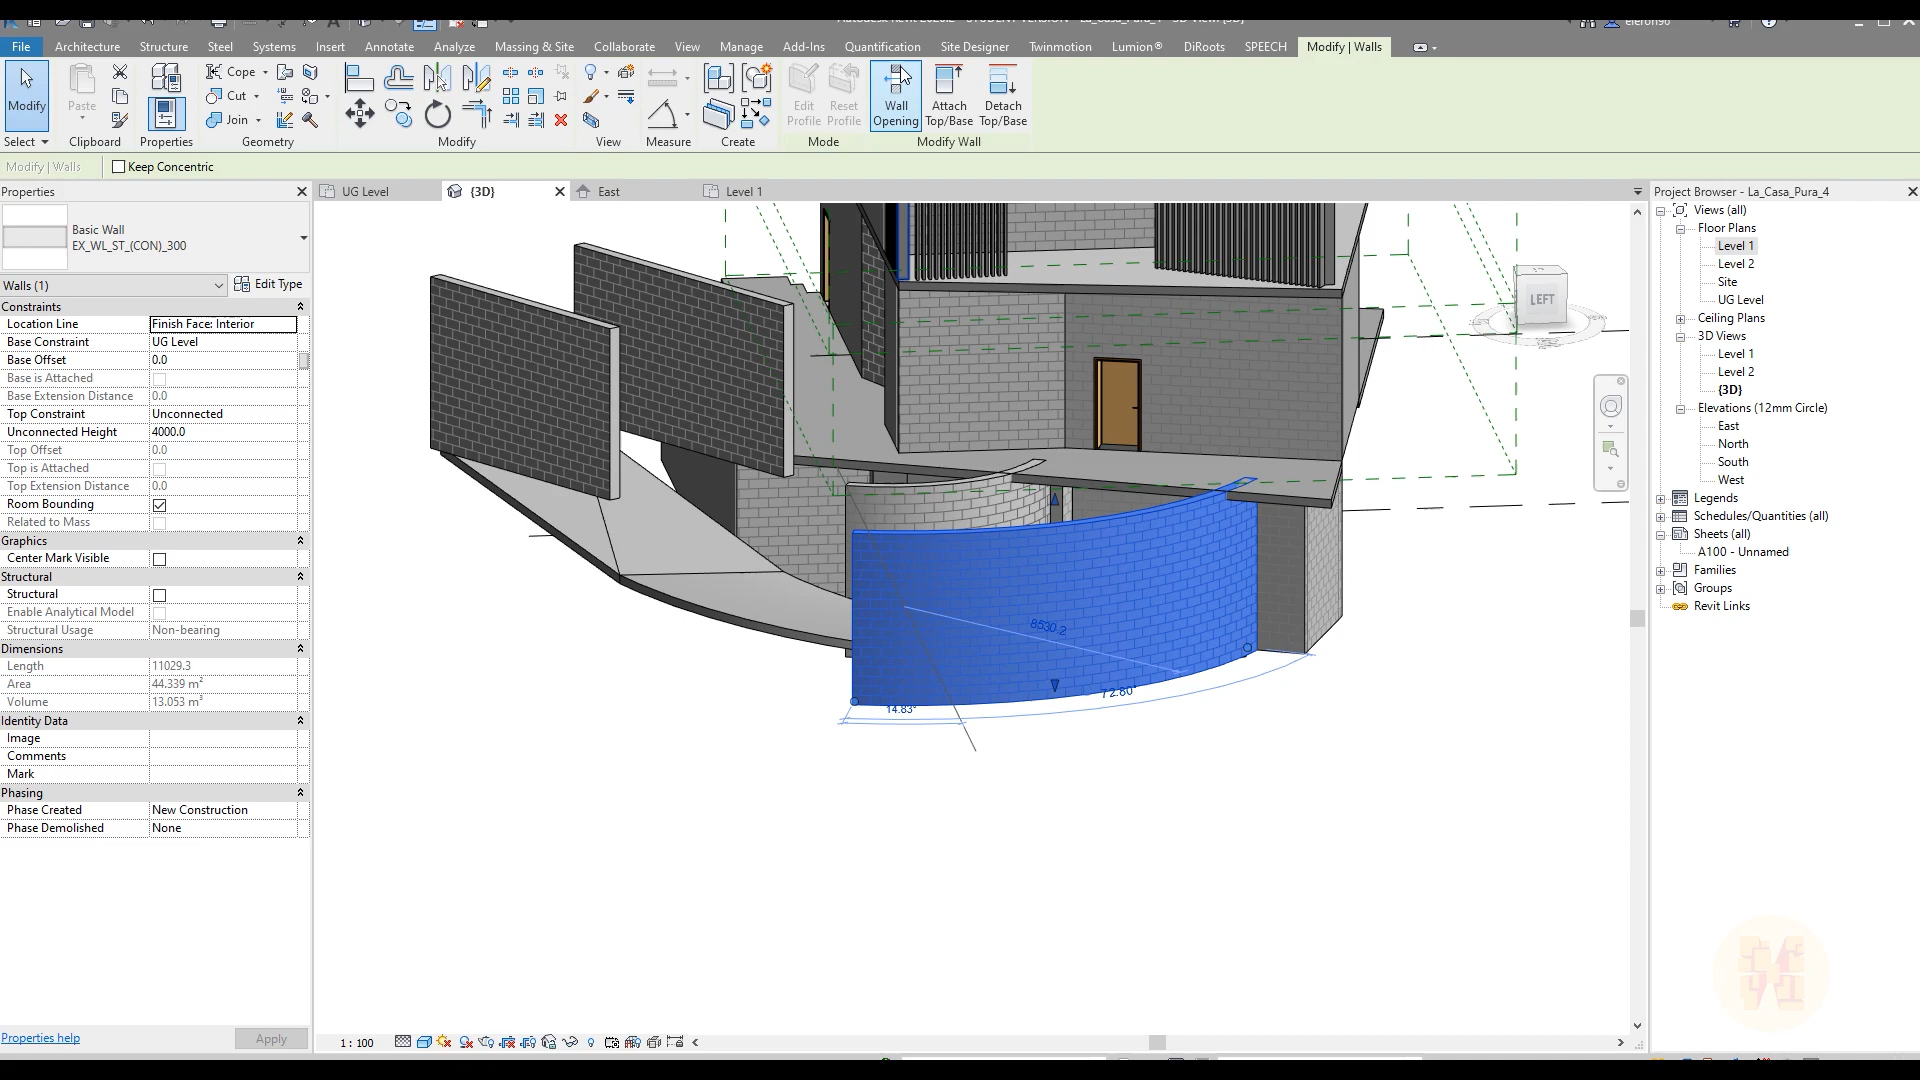 File Architecture Structure Steel Systems Insert Annotate Analyze Massing & Site Collaborate View Manage Add-Ins Quantification Site Designer Twinmotion Lumion® DiRoots SPEECH Modify | Walls
Modify
Paste
Cope
Cut
Join
Edit Profile
Reset Profile
Wall Opening
Attach Top/Base
Detach Top/Base
Select Clipboard Properties Geometry Modify View Measure Create Mode Modify Wall
Modify | Walls Keep Concentric
Properties
UG Level {3D} East Level 1
Project Browser - La_Casa_Pura_4
Basic Wall
EX_WL_ST_(CON)_300
Walls (1) Edit Type
Constraints
Location Line Finish Face: Interior
Base Constraint UG Level
Base Offset 0.0
Base is Attached
Base Extension Distance 0.0
Top Constraint Unconnected
Unconnected Height 4000.0
Top Offset 0.0
Top is Attached
Top Extension Distance 0.0
Room Bounding
Related to Mass
Graphics
Center Mark Visible
Structural
Structural
Enable Analytical Model
Structural Usage Non-bearing
Dimensions
Length 11029.3
Area 44.339 m²
Volume 13.053 m³
Identity Data
Image
Comments
Mark
Phasing
Phase Created New Construction
Phase Demolished None
Properties help Apply
LEFT
8530.2
72.80°
14.83°
1 : 100
Views (all)
Floor Plans
Level 1
Level 2
Site
UG Level
Ceiling Plans
3D Views
Level 1
Level 2
{3D}
Elevations (12mm Circle)
East
North
South
West
Legends
Schedules/Quantities (all)
Sheets (all)
A100 - Unnamed
Families
Groups
Revit Links